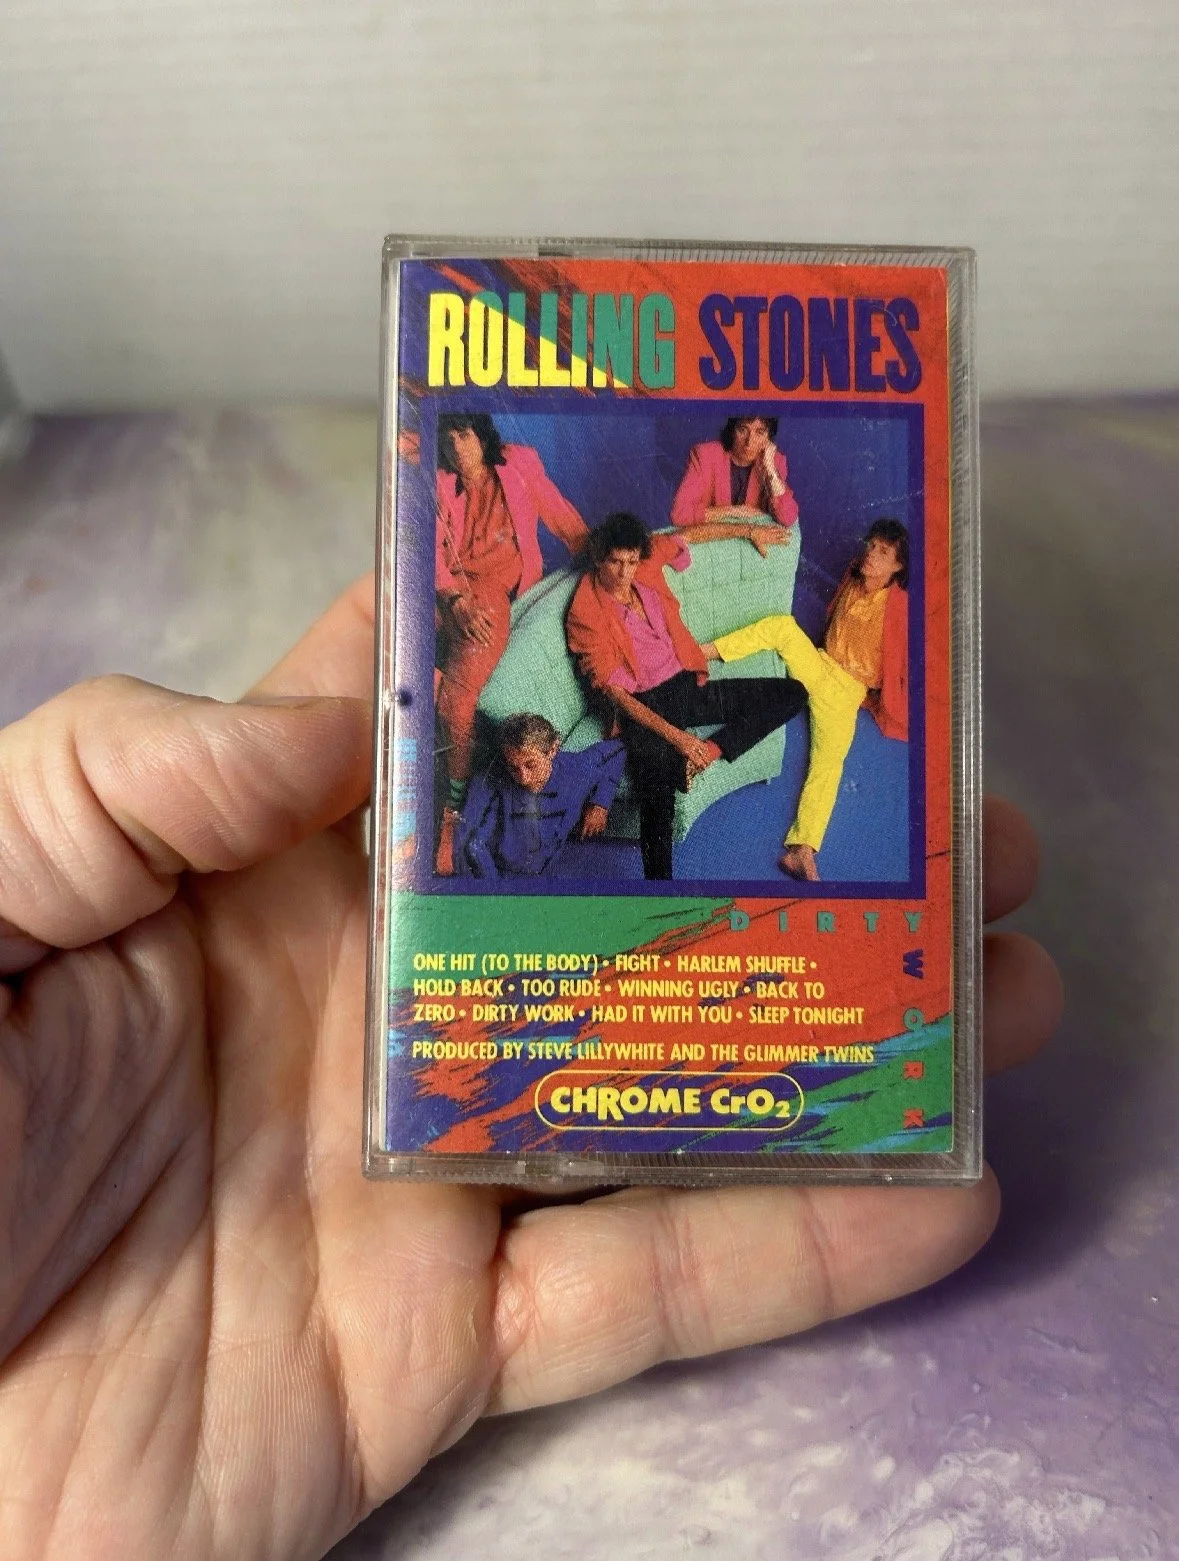 ROLLING STONES
DIRTY
WORK
ONE HIT (TO THE BODY) • FIGHT • HARLEM SHUFFLE •
HOLD BACK • TOO RUDE • WINNING UGLY • BACK TO
ZERO • DIRTY WORK • HAD IT WITH YOU • SLEEP TONIGHT
PRODUCED BY STEVE LILLYWHITE AND THE GLIMMER TWINS
CHROME CrO₂